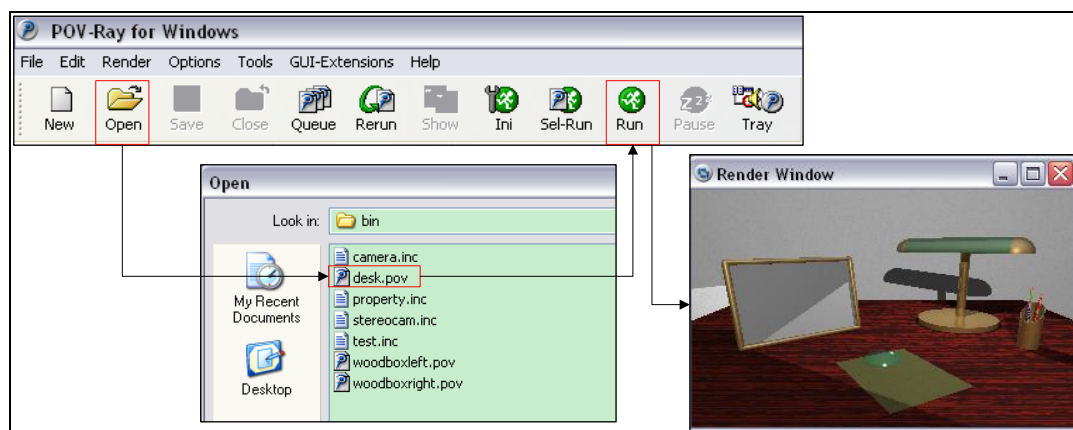 POV-Ray for Windows
File Edit Render Options Tools GUI-Extensions Help
New Open Save Close Queue Rerun Show Ini Sel-Run Run Pause Tray
Open
Look in: bin
My Recent Documents
Desktop
camera.inc
desk.pov
property.inc
stereocam.inc
test.inc
woodboxleft.pov
woodboxright.pov
Render Window